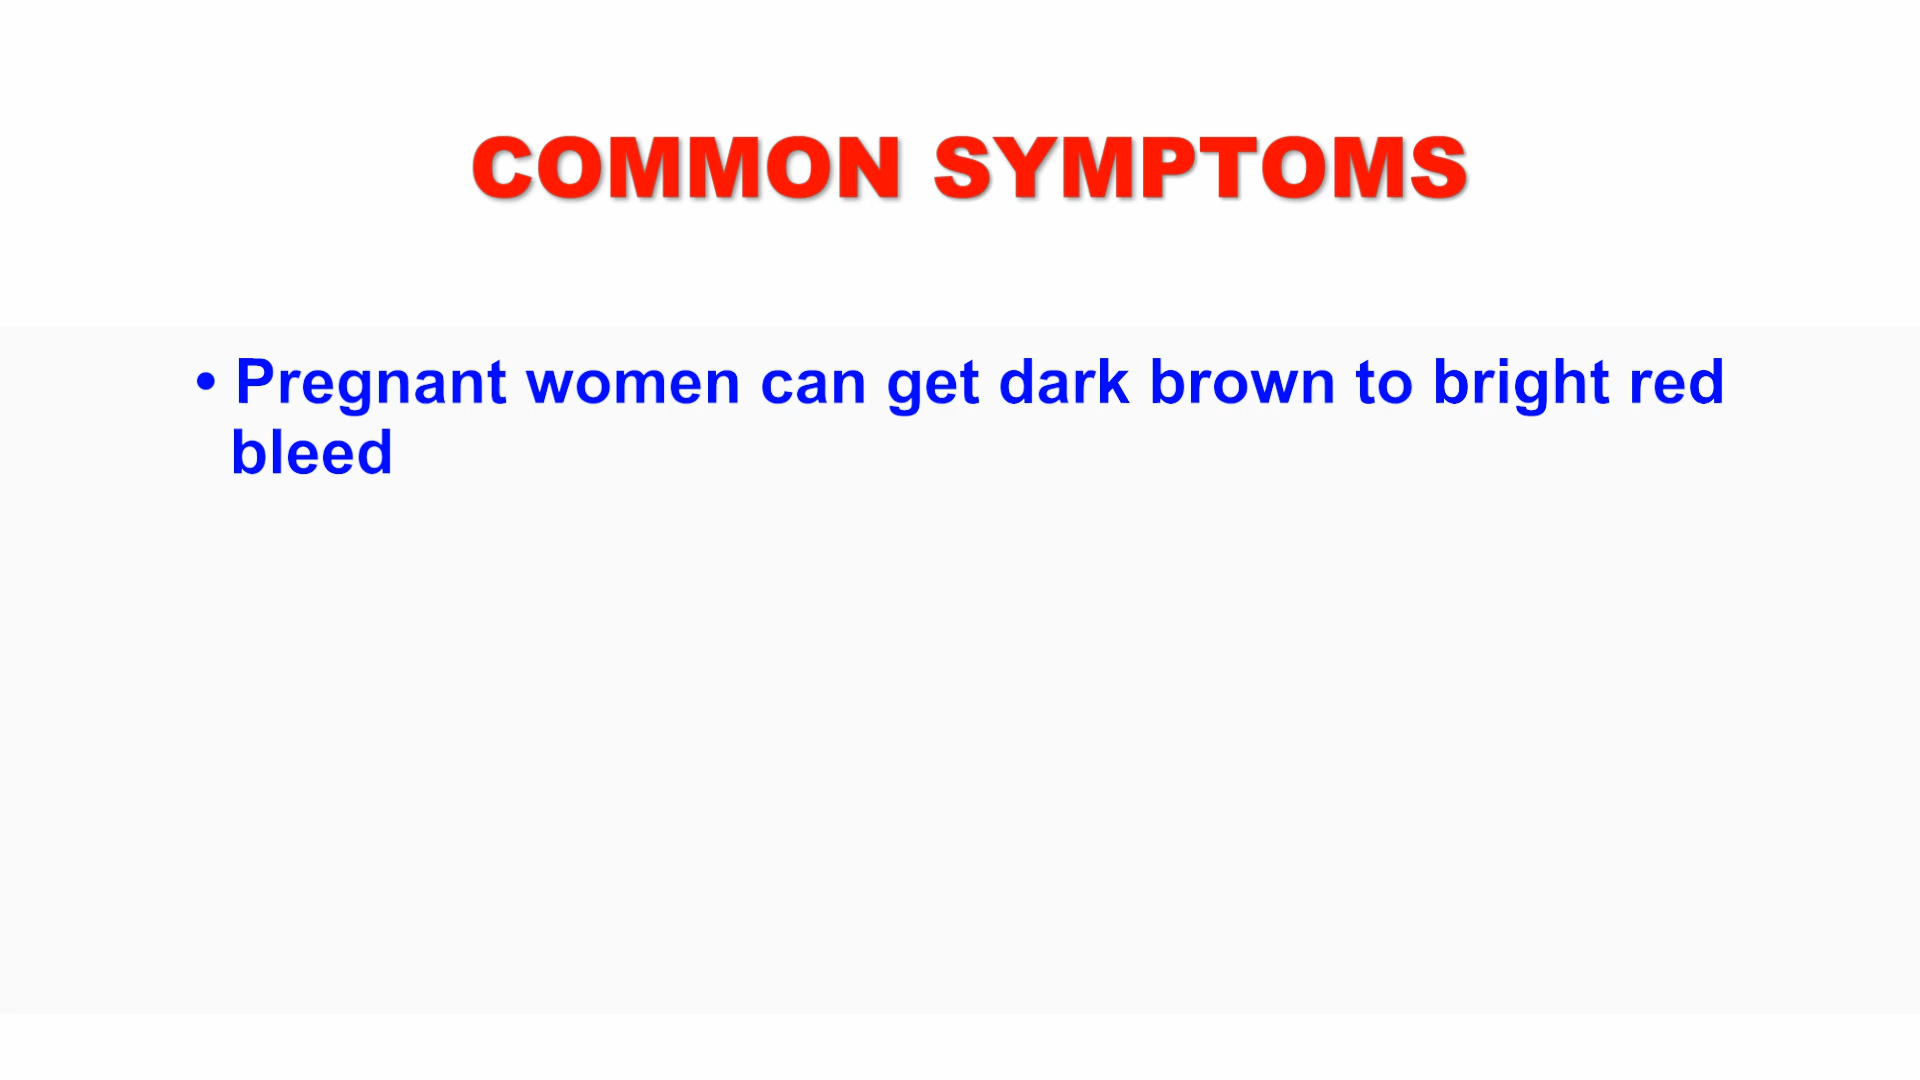 COMMON SYMPTOMS
• Pregnant women can get dark brown to bright red
bleed